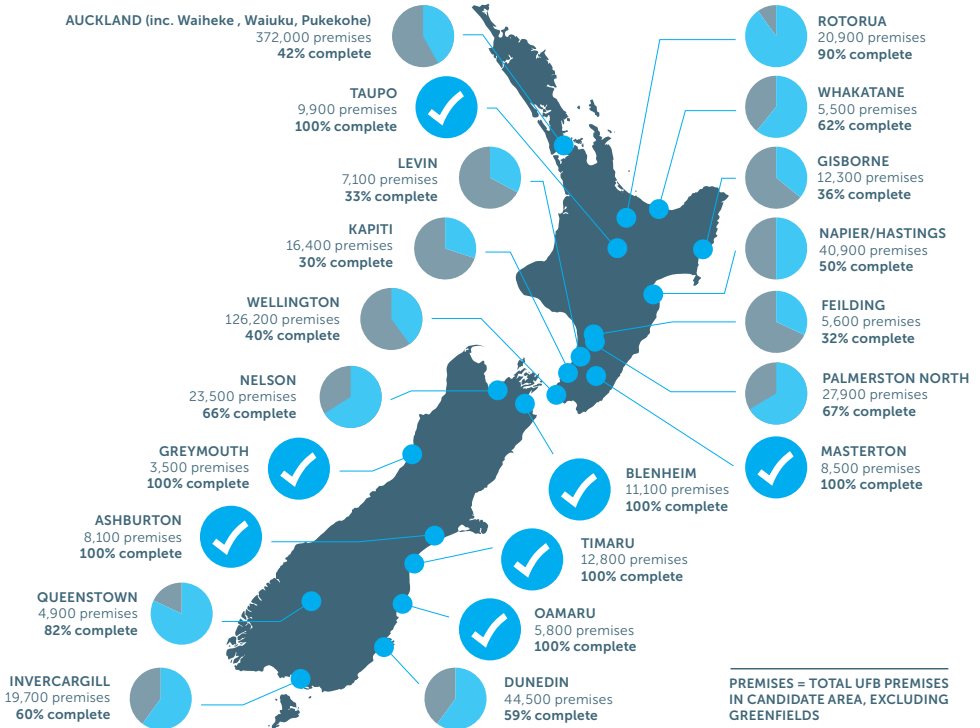 AUCKLAND (inc. Waiheke , Waiuku, Pukekohe)
372,000 premises
42% complete
TAUPO
9,900 premises
100% complete
LEVIN
7,100 premises
33% complete
KAPITI
16,400 premises
30% complete
WELLINGTON
126,200 premises
40% complete
NELSON
23,500 premises
66% complete
GREYMOUTH
3,500 premises
100% complete
ASHBURTON
8,100 premises
100% complete
QUEENSTOWN
4,900 premises
82% complete
INVERCARGILL
19,700 premises
60% complete
ROTORUA
20,900 premises
90% complete
WHAKATANE
5,500 premises
62% complete
GISBORNE
12,300 premises
36% complete
NAPIER/HASTINGS
40,900 premises
50% complete
FEILDING
5,600 premises
32% complete
PALMERSTON NORTH
27,900 premises
67% complete
MASTERTON
8,500 premises
100% complete
BLENHEIM
11,100 premises
100% complete
TIMARU
12,800 premises
100% complete
OAMARU
5,800 premises
100% complete
DUNEDIN
44,500 premises
59% complete
PREMISES = TOTAL UFB PREMISES
IN CANDIDATE AREA, EXCLUDING
GREENFIELDS